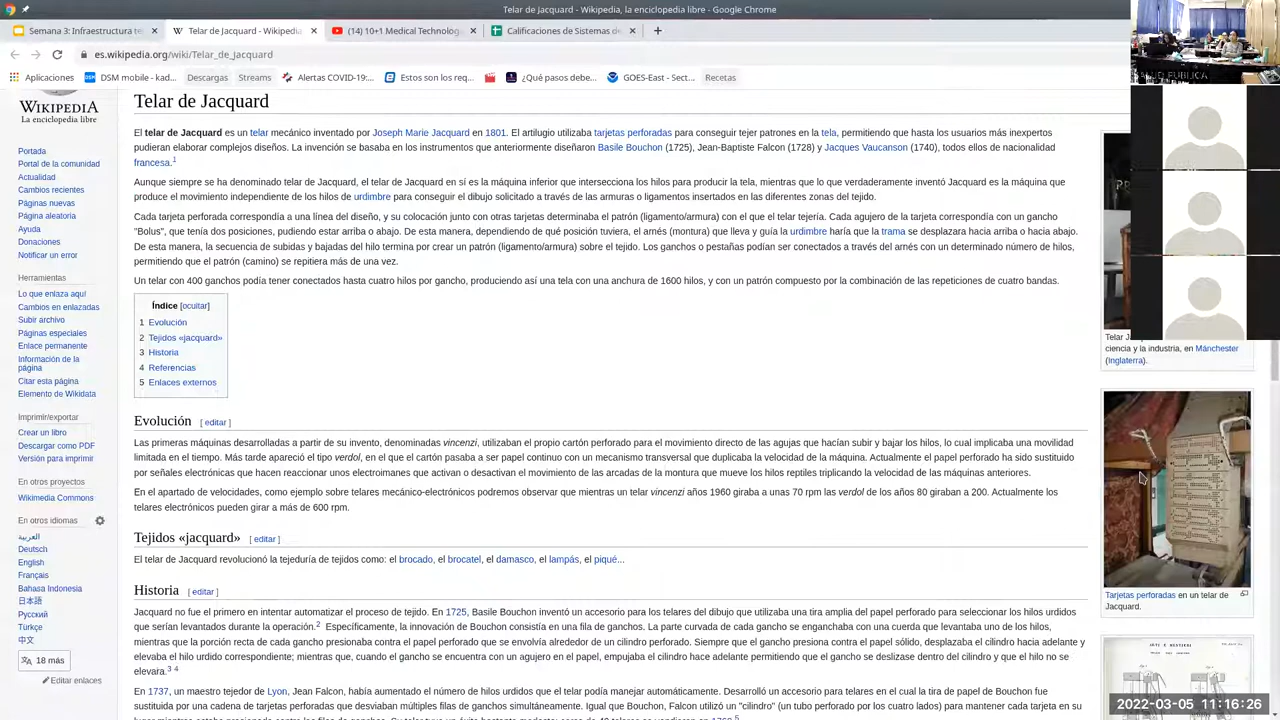 Telar de Jacquard - Wikipedia, la enciclopedia libre - Google Chrome
Semana 3: Infraestructura te
Telar de Jacquard - Wikipedia
(14) 10+1 Medical Technolog
Calificaciones de Sistemas de
es.wikipedia.org/wiki/Telar_de_Jacquard
Aplicaciones
DSM mobile - kad...
Descargas
Streams
Alertas COVID-19:...
Estos son los req...
¿Qué pasos debe...
GOES-East - Sect...
Recetas
SALUD PUBLICA
WIKIPEDIA
La enciclopedia libre
Portada
Portal de la comunidad
Actualidad
Cambios recientes
Páginas nuevas
Página aleatoria
Ayuda
Donaciones
Notificar un error
Herramientas
Lo que enlaza aquí
Cambios en enlazadas
Subir archivo
Páginas especiales
Enlace permanente
Información de la
página
Citar esta página
Elemento de Wikidata
Imprimir/exportar
Crear un libro
Descargar como PDF
Versión para imprimir
En otros proyectos
Wikimedia Commons
En otros idiomas
العربية
Deutsch
English
Français
Bahasa Indonesia
日本語
Русский
Türkçe
中文
18 más
Editar enlaces
Telar de Jacquard
El telar de Jacquard es un telar mecánico inventado por Joseph Marie Jacquard en 1801. El artilugio utilizaba tarjetas perforadas para conseguir tejer patrones en la tela, permitiendo que hasta los usuarios más inexpertos
pudieran elaborar complejos diseños. La invención se basaba en los instrumentos que anteriormente diseñaron Basile Bouchon (1725), Jean-Baptiste Falcon (1728) y Jacques Vaucanson (1740), todos ellos de nacionalidad
francesa.1
Aunque siempre se ha denominado telar de Jacquard, el telar de Jacquard en sí es la máquina inferior que intersecciona los hilos para producir la tela, mientras que lo que verdaderamente inventó Jacquard es la máquina que
produce el movimiento independiente de los hilos de urdimbre para conseguir el dibujo solicitado a través de las armuras o ligamentos insertados en las diferentes zonas del tejido.
Cada tarjeta perforada correspondía a una línea del diseño, y su colocación junto con otras tarjetas determinaba el patrón (ligamento/armura) con el que el telar tejería. Cada agujero de la tarjeta correspondía con un gancho
"Bolus", que tenía dos posiciones, pudiendo estar arriba o abajo. De esta manera, dependiendo de qué posición tuviera, el arnés (montura) que lleva y guía la urdimbre haría que la trama se desplazara hacia arriba o hacia abajo.
De esta manera, la secuencia de subidas y bajadas del hilo termina por crear un patrón (ligamento/armura) sobre el tejido. Los ganchos o pestañas podían ser conectados a través del arnés con un determinado número de hilos,
permitiendo que el patrón (camino) se repitiera más de una vez.
Un telar con 400 ganchos podía tener conectados hasta cuatro hilos por gancho, produciendo así una tela con una anchura de 1600 hilos, y con un patrón compuesto por la combinación de las repeticiones de cuatro bandas.
Índice [ocultar]
1 Evolución
2 Tejidos «jacquard»
3 Historia
4 Referencias
5 Enlaces externos
Evolución [ editar ]
Las primeras máquinas desarrolladas a partir de su invento, denominadas vincenzi, utilizaban el propio cartón perforado para el movimiento directo de las agujas que hacían subir y bajar los hilos, lo cual implicaba una movilidad
limitada en el tiempo. Más tarde apareció el tipo verdol, en el que el cartón pasaba a ser papel continuo con un mecanismo transversal que duplicaba la velocidad de la máquina. Actualmente el papel perforado ha sido sustituido
por señales electrónicas que hacen reaccionar unos electroimanes que activan o desactivan el movimiento de las arcadas de la montura que mueve los hilos reptiles triplicando la velocidad de las máquinas anteriores.
En el apartado de velocidades, como ejemplo sobre telares mecánico-electrónicos podremos observar que mientras un telar vincenzi años 1960 giraba a unas 70 rpm las verdol de los años 80 giraban a 200. Actualmente los
telares electrónicos pueden girar a más de 600 rpm.
Tejidos «jacquard» [ editar ]
El telar de Jacquard revolucionó la tejeduría de tejidos como: el brocado, el brocatel, el damasco, el lampás, el piqué...
Historia [ editar ]
Jacquard no fue el primero en intentar automatizar el proceso de tejido. En 1725, Basile Bouchon inventó un accesorio para los telares del dibujo que utilizaba una tira amplia del papel perforado para seleccionar los hilos urdidos
que serían levantados durante la operación.2 Específicamente, la innovación de Bouchon consistía en una fila de ganchos. La parte curvada de cada gancho se enganchaba con una cuerda que levantaba uno de los hilos,
mientras que la porción recta de cada gancho presionaba contra el papel perforado que se envolvía alrededor de un cilindro perforado. Siempre que el gancho presiona contra el papel sólido, desplazaba el cilindro hacia adelante y
elevaba el hilo urdido correspondiente; mientras que, cuando el gancho se encuentra con un agujero en el papel, empujaba el cilindro hace adelante permitiendo que el gancho se deslizase dentro del cilindro y que el hilo no se
elevara.3 4
En 1737, un maestro tejedor de Lyon, Jean Falcon, había aumentado el número de hilos urdidos que el telar podía manejar automáticamente. Desarrolló un accesorio para telares en el cual la tira de papel de Bouchon fue
sustituida por una cadena de tarjetas perforadas que desviaban múltiples filas de ganchos simultáneamente. Igual que Bouchon, Falcon utilizó un "cilindro" (un tubo perforado por los cuatro lados) para mantener cada tarjeta en su
Telar J
ciencia y la industria, en Mánchester
(Inglaterra).
Tarjetas perforadas en un telar de
Jacquard.
2022-03-05 11:16:26